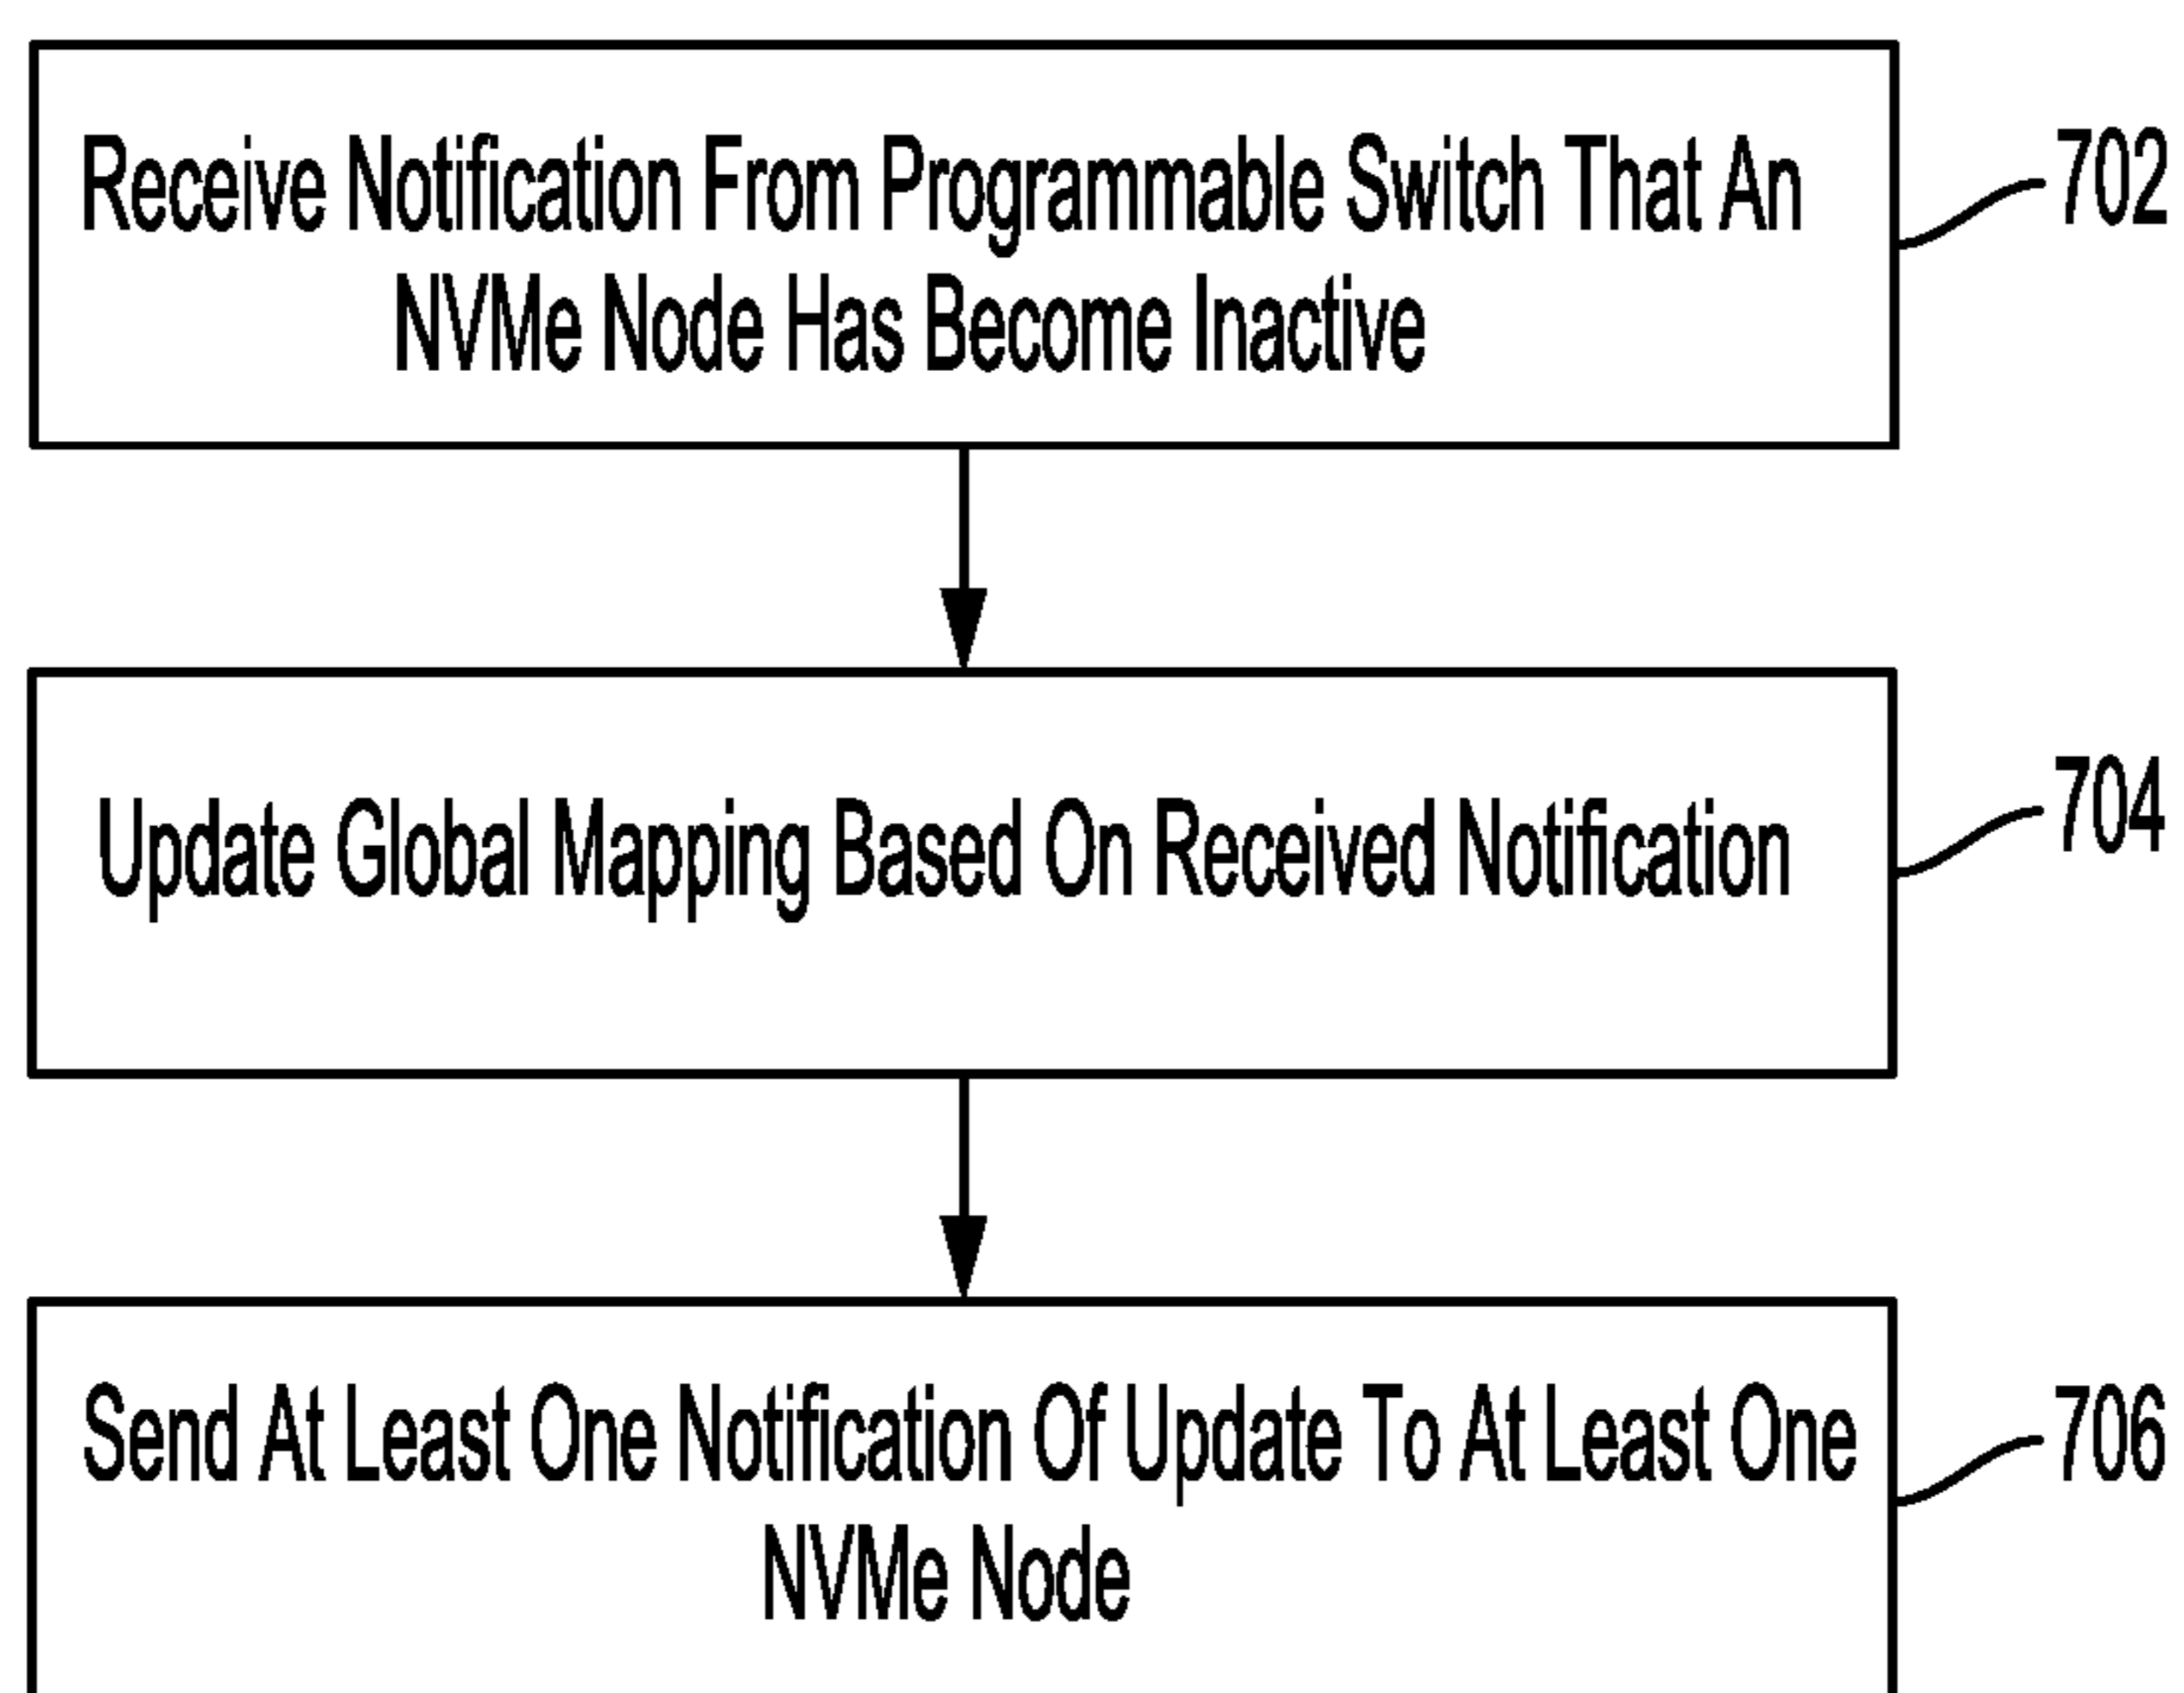 Receive Notification From Programmable Switch That An
NVMe Node Has Become Inactive
702
Update Global Mapping Based On Received Notification
704
Send At Least One Notification Of Update To At Least One
NVMe Node
706